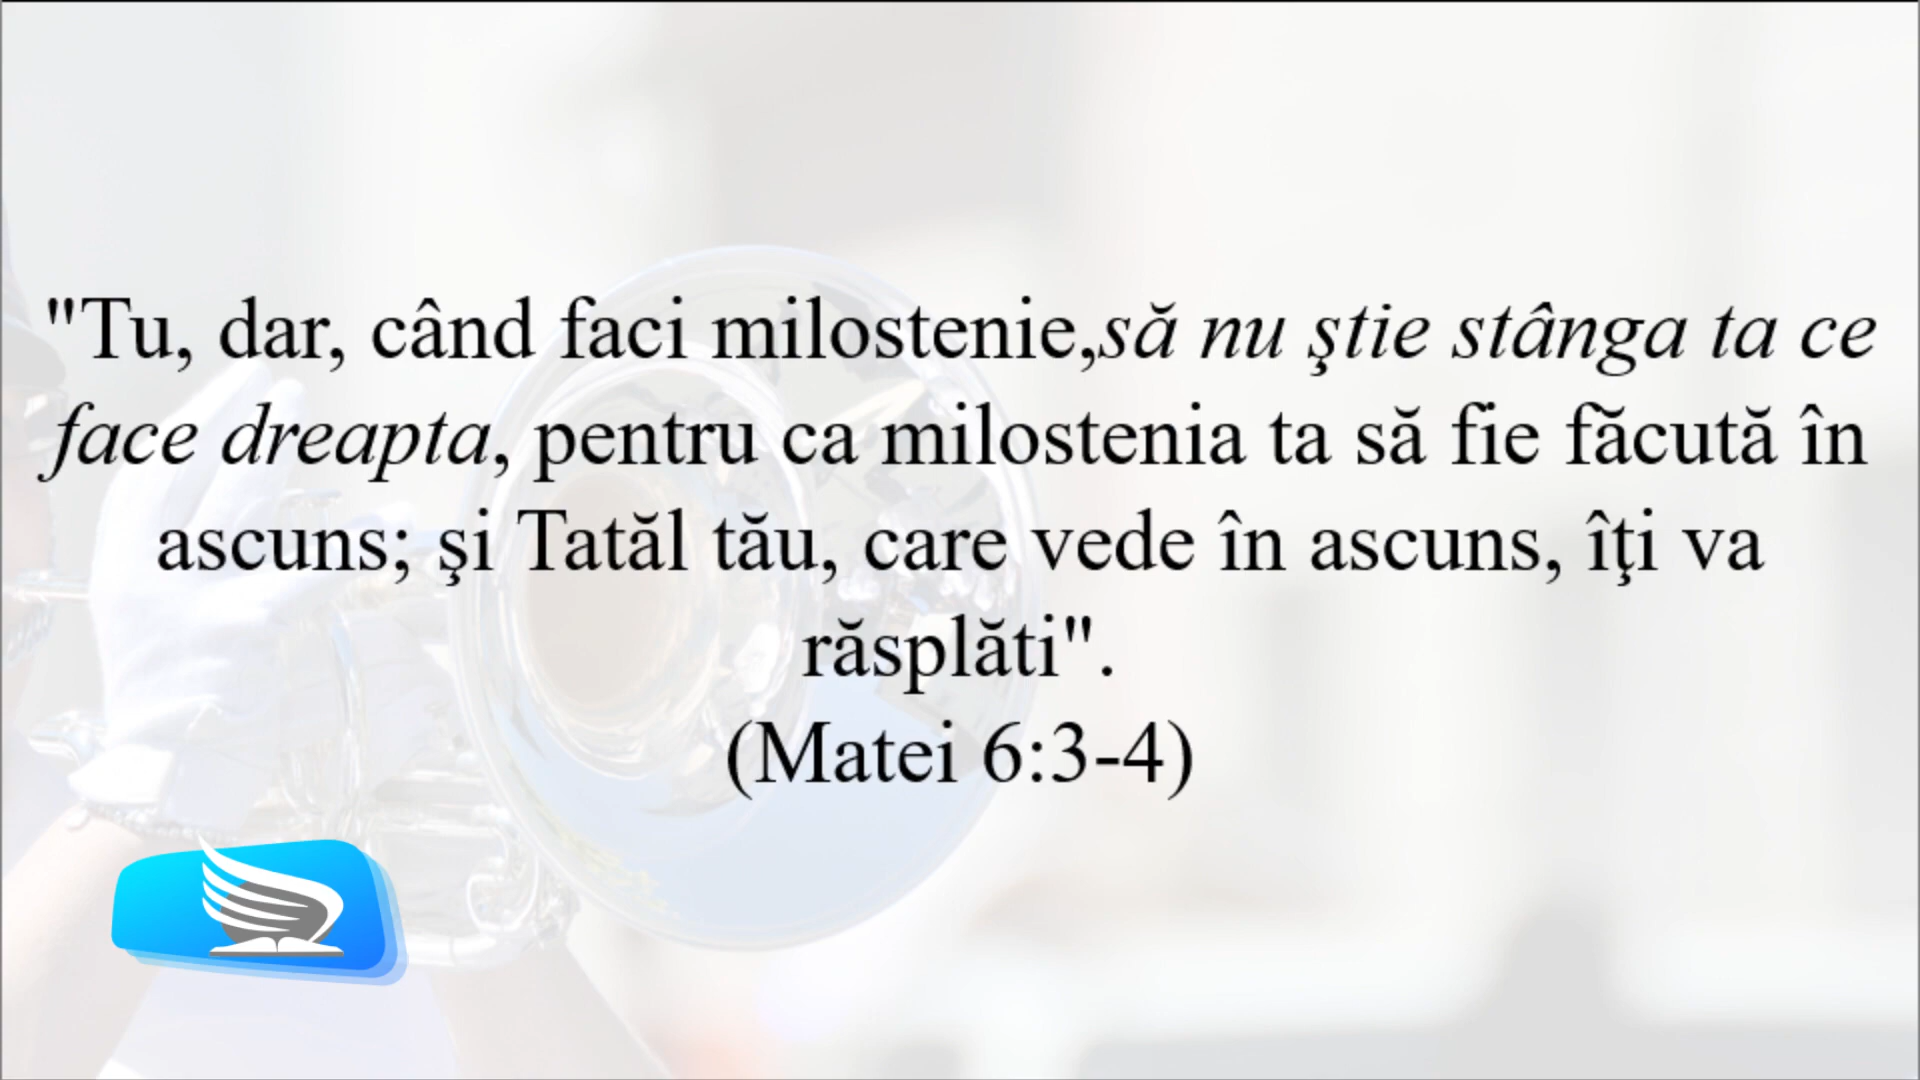 "Tu, dar, când faci milostenie,să nu ştie stânga ta ce
face dreapta, pentru ca milostenia ta să fie făcută în
ascuns; şi Tatăl tău, care vede în ascuns, îţi va
răsplăti".
(Matei 6:3-4)